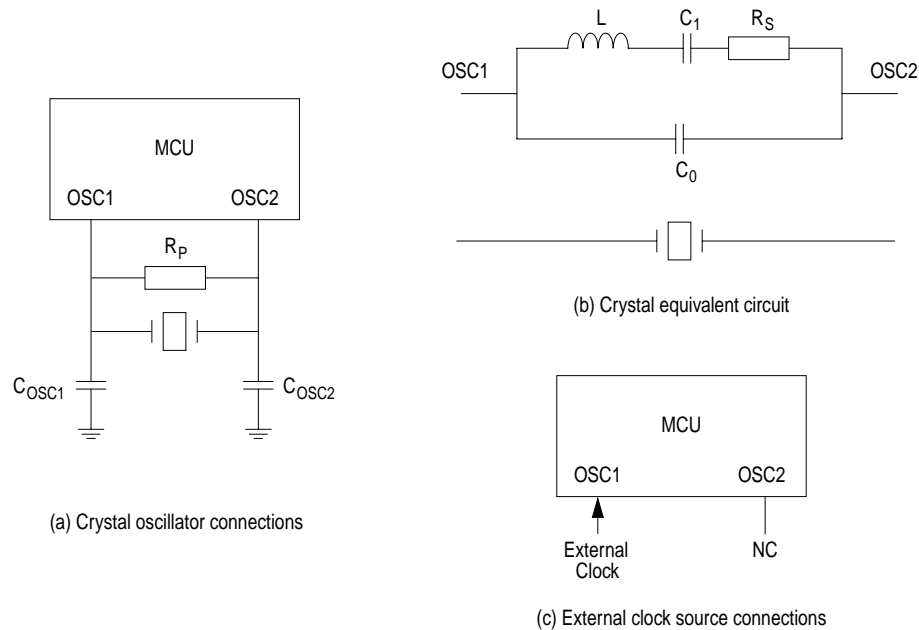 MCU
OSC1 OSC2
R_P
C_OSC1 C_OSC2
(a) Crystal oscillator connections
L C_1 R_S
OSC1 OSC2
C_0
(b) Crystal equivalent circuit
MCU
OSC1 OSC2
External NC
Clock
(c) External clock source connections